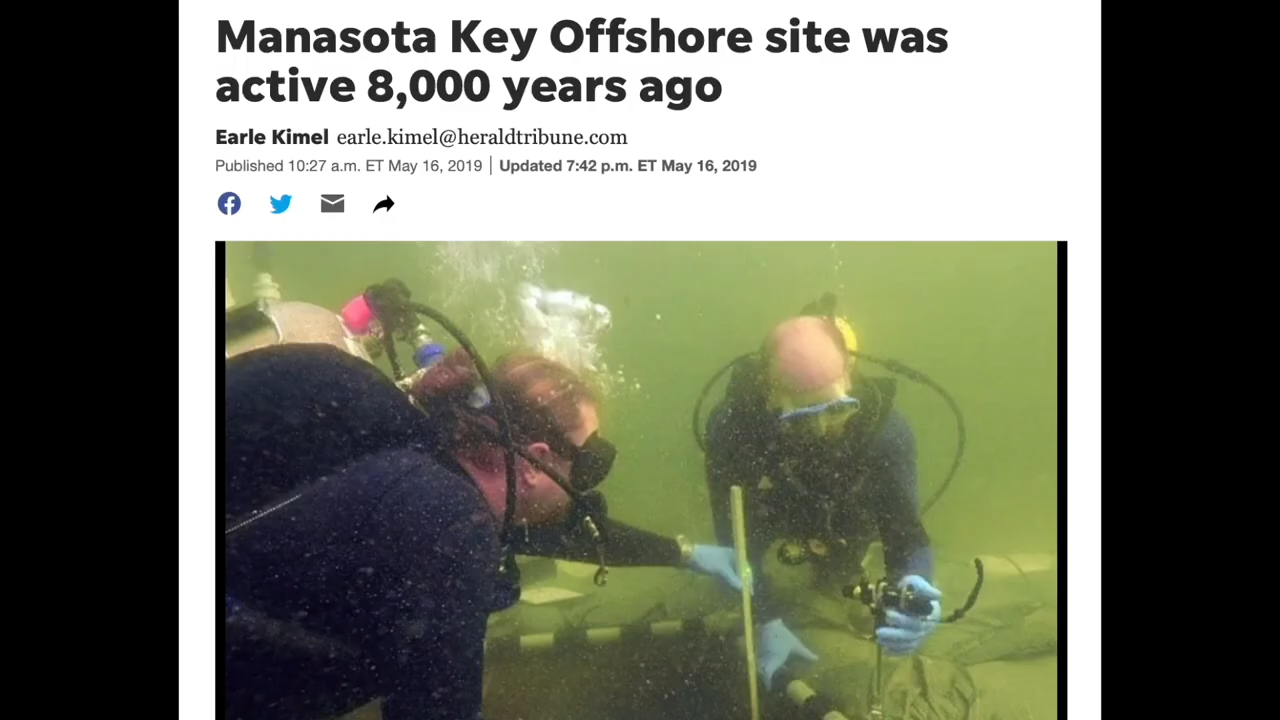 Manasota Key Offshore site was
active 8,000 years ago
Earle Kimel earle.kimel@heraldtribune.com
Published 10:27 a.m. ET May 16, 2019 | Updated 7:42 p.m. ET May 16, 2019